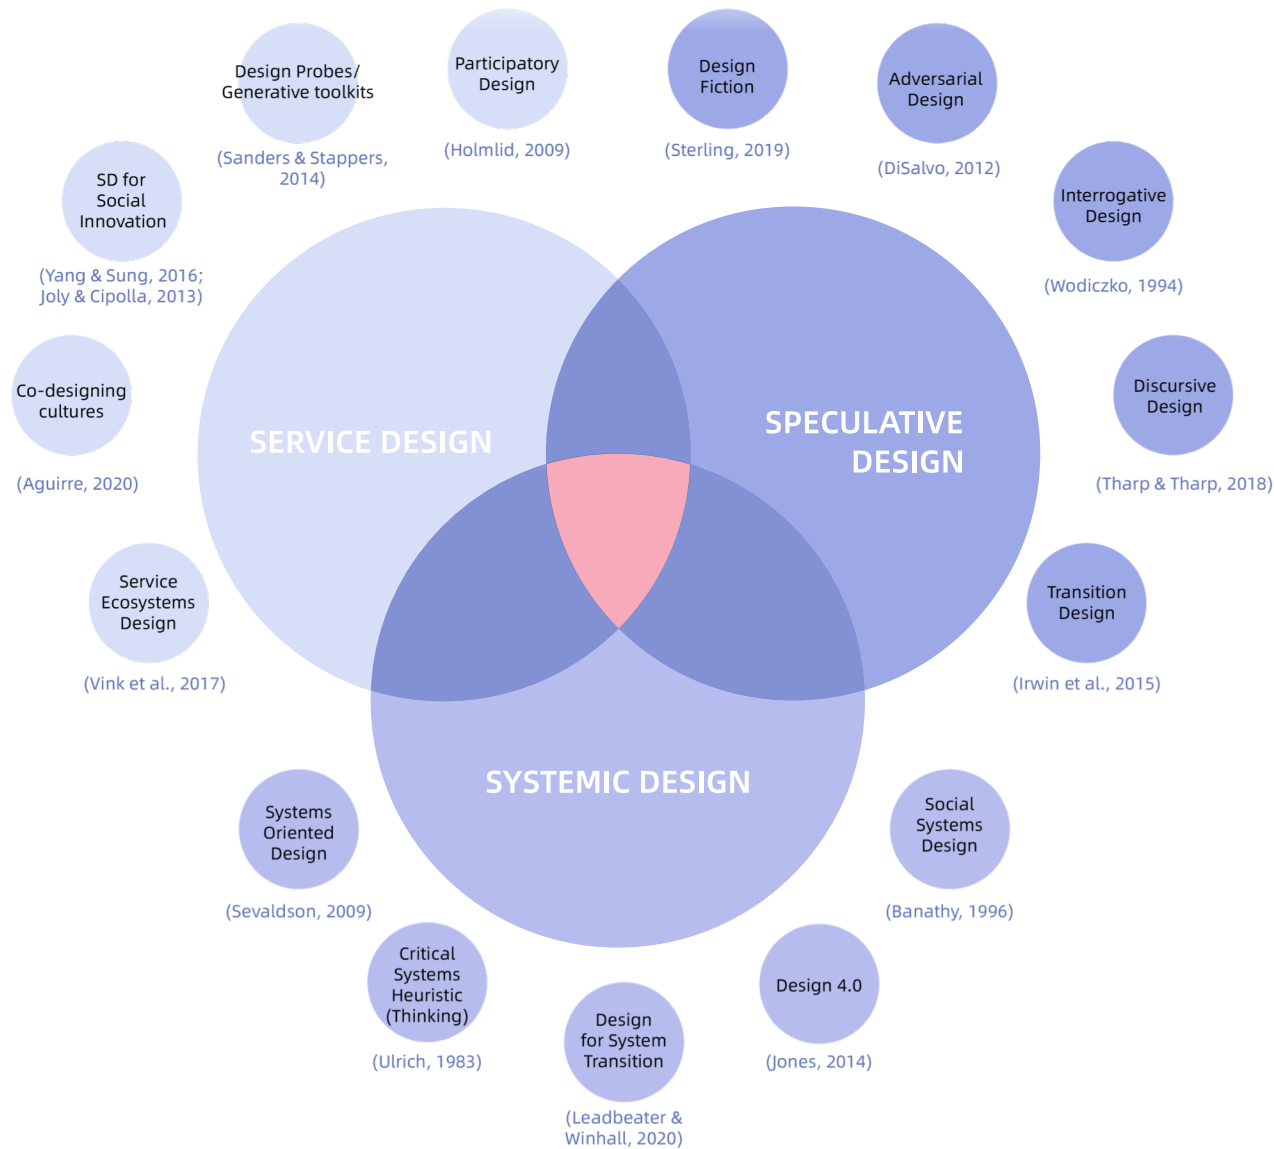 Design Probes/
Generative toolkits
(Sanders & Stappers,
2014)
Participatory
Design
(Holmlid, 2009)
Design
Fiction
(Sterling, 2019)
Adversarial
Design
(DiSalvo, 2012)
SD for
Social
Innovation
(Yang & Sung, 2016;
Joly & Cipolla, 2013)
Interrogative
Design
(Wodiczko, 1994)
Co-designing
cultures
(Aguirre, 2020)
SERVICE DESIGN
SPECULATIVE
DESIGN
Discursive
Design
(Tharp & Tharp, 2018)
Service
Ecosystems
Design
(Vink et al., 2017)
Transition
Design
(Irwin et al., 2015)
SYSTEMIC DESIGN
Systems
Oriented
Design
(Sevaldson, 2009)
Social
Systems
Design
(Banathy, 1996)
Critical
Systems
Heuristic
(Thinking)
(Ulrich, 1983)
Design
for System
Transition
(Leadbeater &
Winhall, 2020)
Design 4.0
(Jones, 2014)